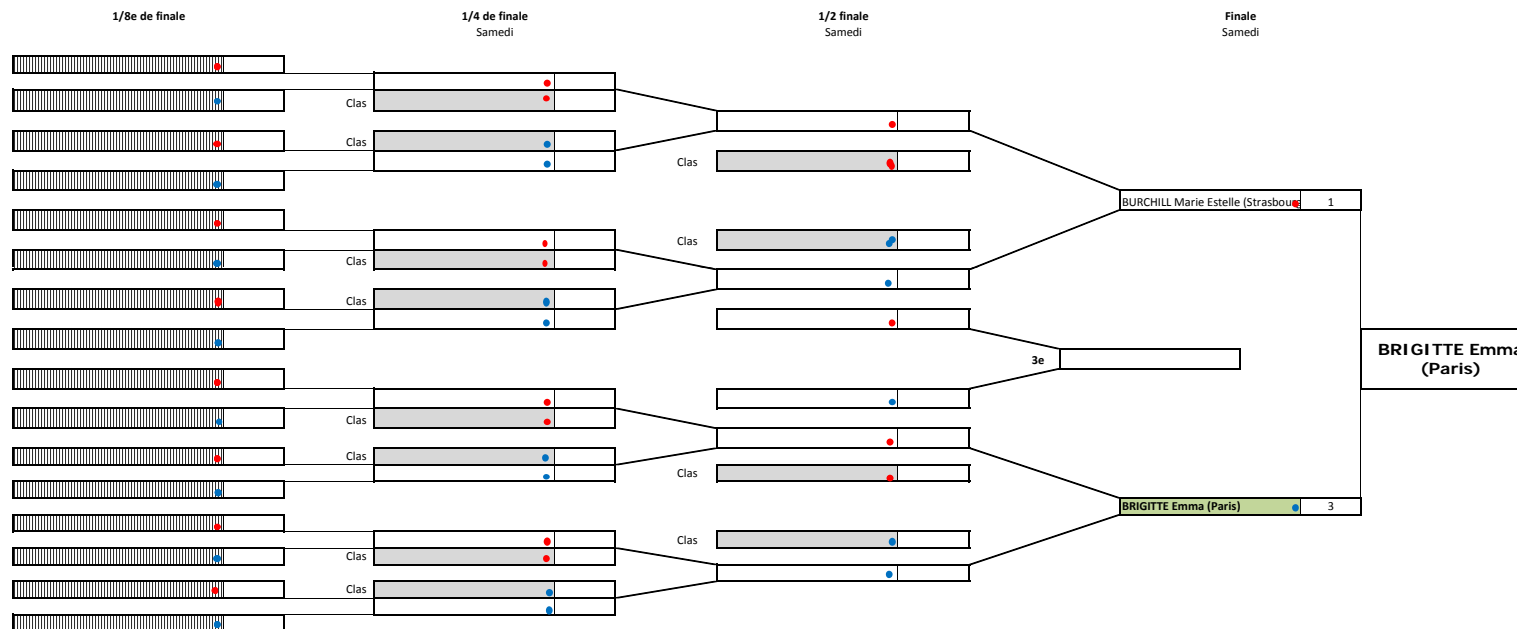 1/8e de finale
1/4 de finale
Samedi
1/2 finale
Samedi
Finale
Samedi
Clas
Clas
Clas
BURCHILL Marie Estelle (Strasbourg 1
Clas
Clas
Clas
3e
BRIGITTE Emma
(Paris)
Clas
Clas
Clas
BRIGITTE Emma (Paris) 3
Clas
Clas
Clas